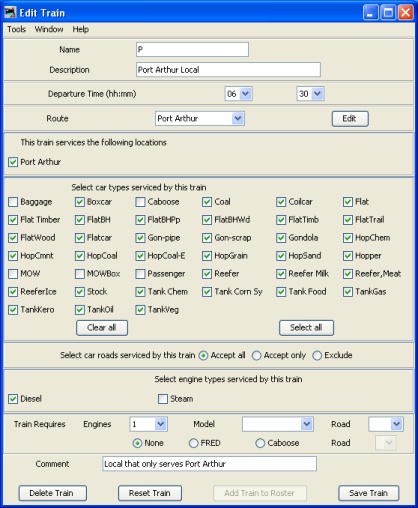 Edit Train
Tools Window Help
Name P
Description Port Arthur Local
Departure Time (hh:mm) 06 30
Route Port Arthur Edit
This train services the following locations
Port Arthur
Select car types serviced by this train
Baggage Boxcar Caboose Coal Coilcar Flat
Flat Timber FlatBH FlatBHPp FlatBHWd FlatTimb FlatTrail
FlatWood Flatcar Gon-pipe Gon-scrap Gondola HopChem
HopCmnt HopCoal HopCoal-E HopGrain HopSand Hopper
MOW MOWBox Passenger Reefer Reefer Milk Reefer,Meat
ReeferIce Stock Tank Chem Tank Corn Sy Tank Food TankGas
TankKero TankOil TankVeg
Clear all Select all
Select car roads serviced by this train Accept all Accept only Exclude
Select engine types serviced by this train
Diesel Steam
Train Requires Engines 1 Model Road
None FRED Caboose Road
Comment Local that only serves Port Arthur
Delete Train Reset Train Add Train to Roster Save Train